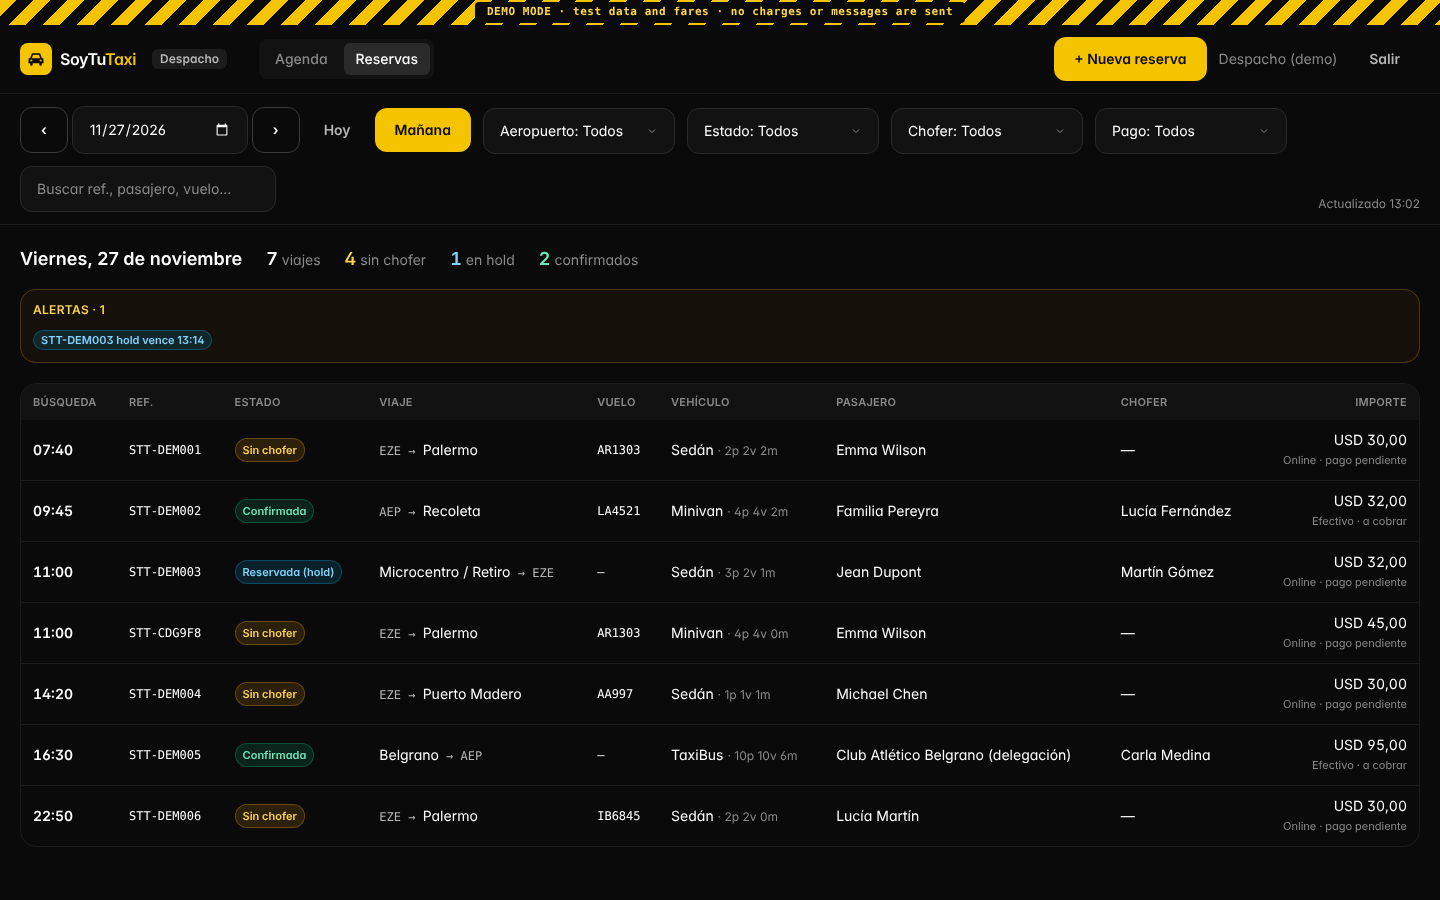 DEMO MODE · test data and fares · no charges or messages are sent
SoyTuTaxi Despacho Agenda Reservas + Nueva reserva Despacho (demo) Salir
‹ 11/27/2026 › Hoy Mañana Aeropuerto: Todos Estado: Todos Chofer: Todos Pago: Todos
Buscar ref., pasajero, vuelo... Actualizado 13:02
Viernes, 27 de noviembre 7 viajes 4 sin chofer 1 en hold 2 confirmados
ALERTAS · 1
STT-DEM003 hold vence 13:14
BÚSQUEDA REF. ESTADO VIAJE VUELO VEHÍCULO PASAJERO CHOFER IMPORTE
07:40 STT-DEM001 Sin chofer EZE → Palermo AR1303 Sedán · 2p 2v 2m Emma Wilson — USD 30,00
Online · pago pendiente
09:45 STT-DEM002 Confirmada AEP → Recoleta LA4521 Minivan · 4p 4v 2m Familia Pereyra Lucía Fernández USD 32,00
Efectivo · a cobrar
11:00 STT-DEM003 Reservada (hold) Microcentro / Retiro → EZE – Sedán · 3p 2v 1m Jean Dupont Martín Gómez USD 32,00
Online · pago pendiente
11:00 STT-CDG9F8 Sin chofer EZE → Palermo AR1303 Minivan · 4p 4v 0m Emma Wilson — USD 45,00
Online · pago pendiente
14:20 STT-DEM004 Sin chofer EZE → Puerto Madero AA997 Sedán · 1p 1v 1m Michael Chen — USD 30,00
Online · pago pendiente
16:30 STT-DEM005 Confirmada Belgrano → AEP – TaxiBus · 10p 10v 6m Club Atlético Belgrano (delegación) Carla Medina USD 95,00
Efectivo · a cobrar
22:50 STT-DEM006 Sin chofer EZE → Palermo IB6845 Sedán · 2p 2v 0m Lucía Martín — USD 30,00
Online · pago pendiente